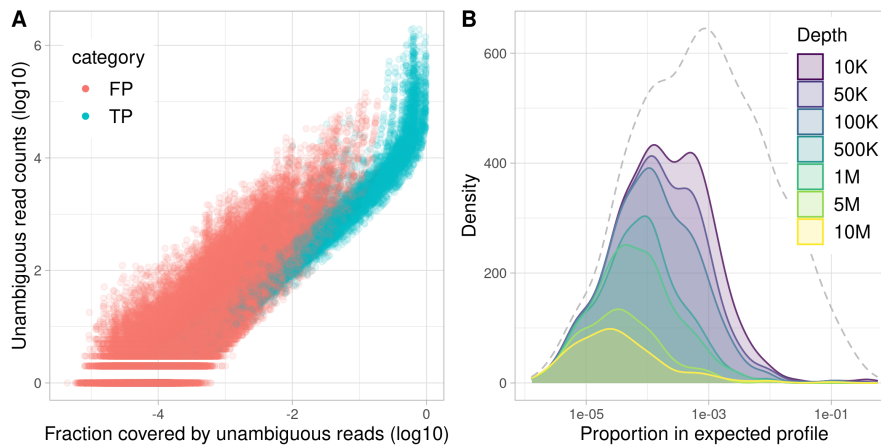 A
Unambiguous read counts (log10)
6
4
2
0
category
FP
TP
-4
-2
0
Fraction covered by unambiguous reads (log10)
B
Density
600
400
200
0
Depth
10K
50K
100K
500K
1M
5M
10M
1e-05
1e-03
1e-01
Proportion in expected profile